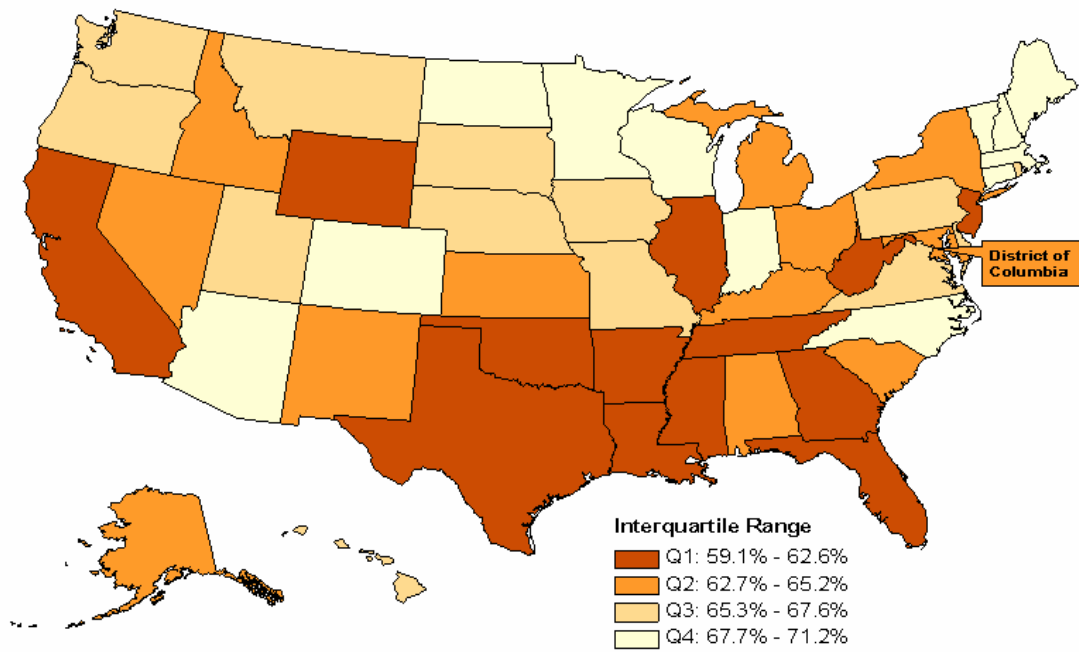 District of
Columbia
Interquartile Range
Q1: 59.1% - 62.6%
Q2: 62.7% - 65.2%
Q3: 65.3% - 67.6%
Q4: 67.7% - 71.2%